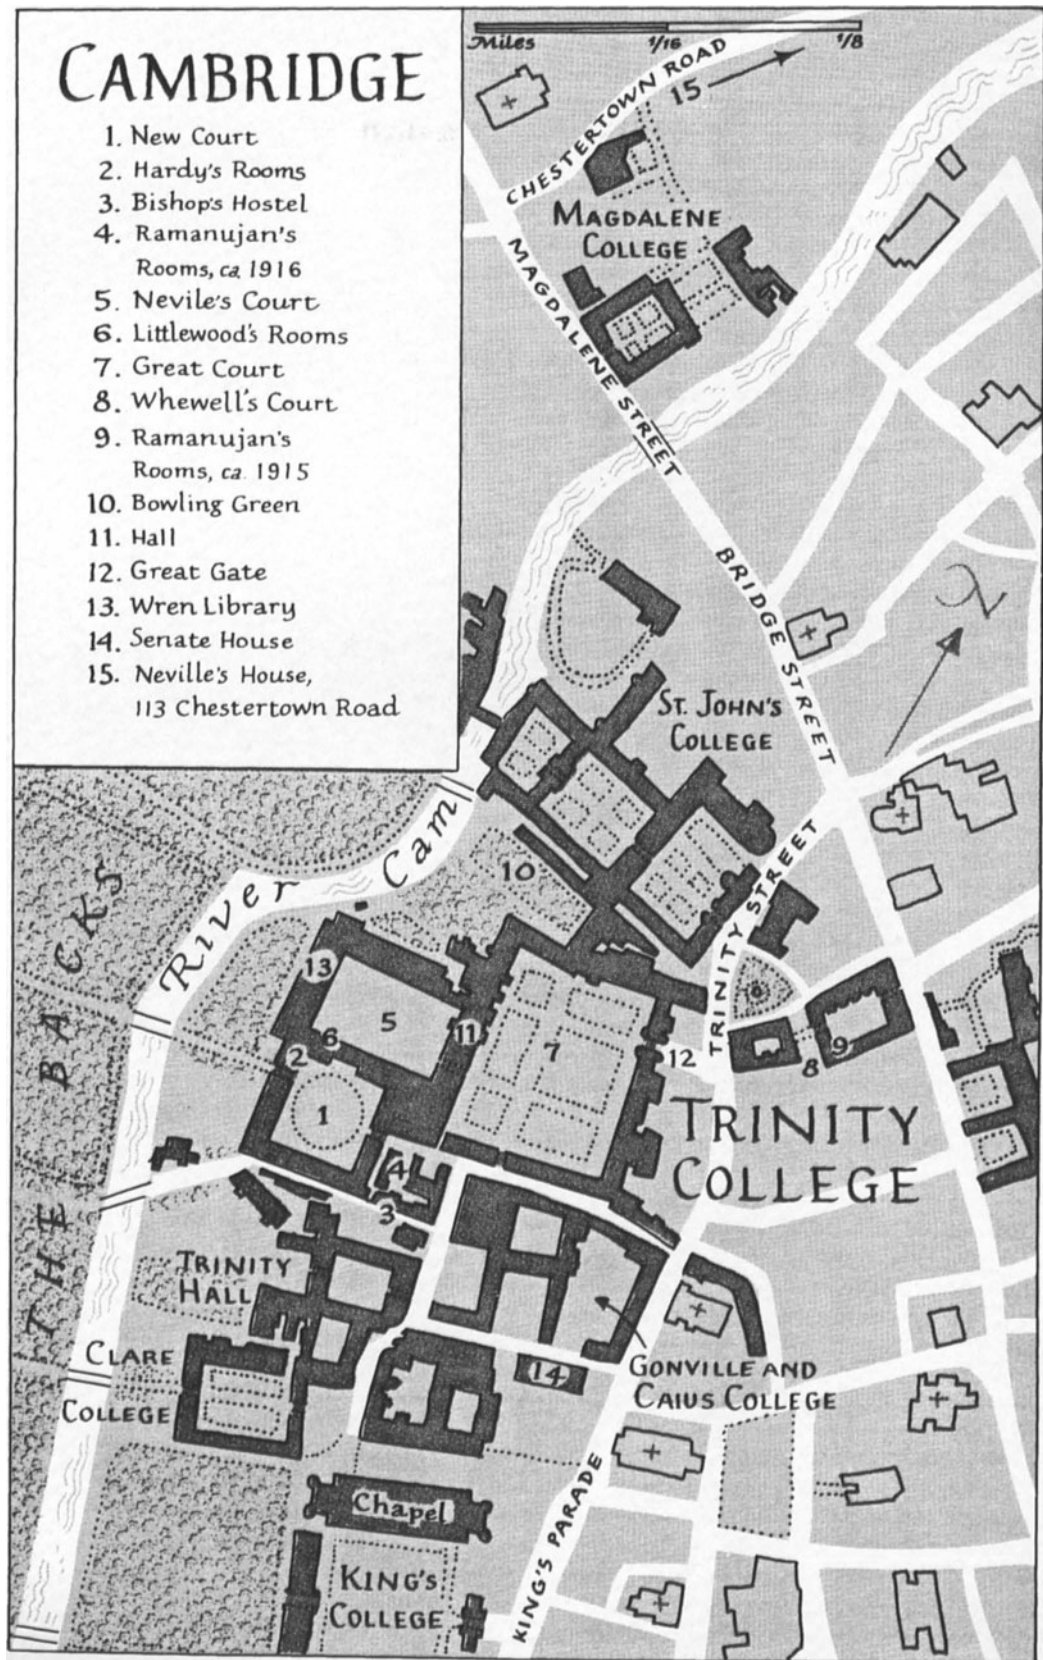 CAMBRIDGE
1. New Court
2. Hardy's Rooms
3. Bishop's Hostel
4. Ramanujan's
Rooms, ca 1916
5. Nevile's Court
6. Littlewood's Rooms
7. Great Court
8. Whewell's Court
9. Ramanujan's
Rooms, ca. 1915
10. Bowling Green
11. Hall
12. Great Gate
13. Wren Library
14. Senate House
15. Neville's House,
113 Chestertown Road
Miles 1/16 1/8
CHESTERTOWN ROAD
15
MAGDALENE
COLLEGE
MAGDALENE STREET
BRIDGE STREET
ST. JOHN'S
COLLEGE
River Cam
THE BACKS
10
TRINITY STREET
13
5
11
6
2
7
12
8
9
1
TRINITY
COLLEGE
4
3
TRINITY
HALL
CLARE
COLLEGE
14
GONVILLE AND
CAIUS COLLEGE
Chapel
KING'S
COLLEGE
KING'S PARADE